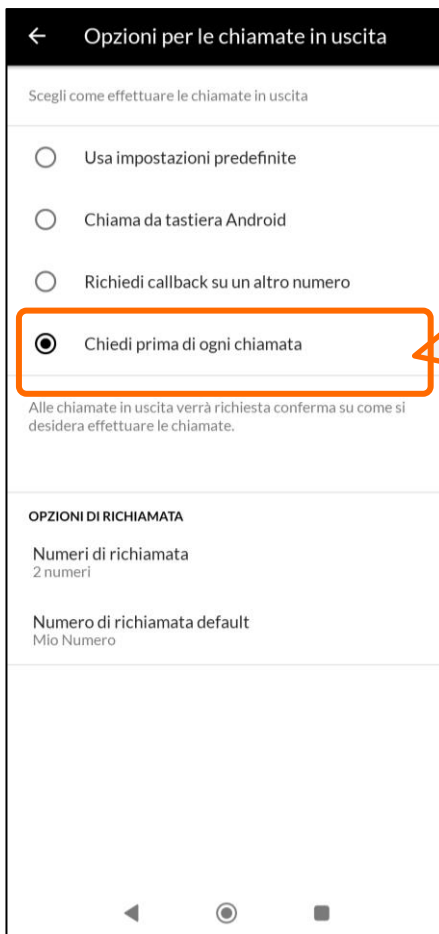 Opzioni per le chiamate in uscita
Scegli come effettuare le chiamate in uscita
Usa impostazioni predefinite
Chiama da tastiera Android
Richiedi callback su un altro numero
Chiedi prima di ogni chiamata
Alle chiamate in uscita verrà richiesta conferma su come si
desidera effettuare le chiamate.
OPZIONI DI RICHIAMATA
Numeri di richiamata
2 numeri
Numero di richiamata default
Mio Numero